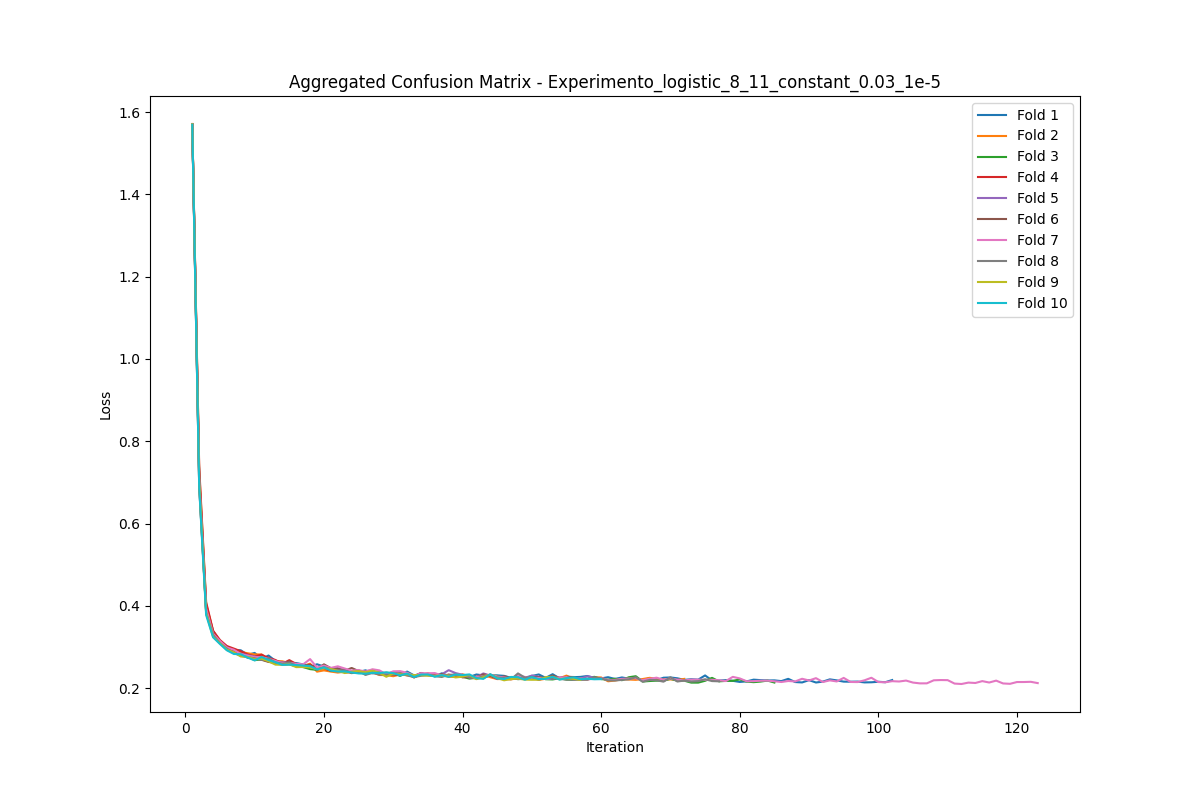 Aggregated Confusion Matrix - Experimento_logistic_8_11_constant_0.03_1e-5
Fold 1
Fold 2
Fold 3
Fold 4
Fold 5
Fold 6
Fold 7
Fold 8
Fold 9
Fold 10
1.6
1.4
1.2
1.0
0.8
0.6
0.4
0.2
Loss
0 20 40 60 80 100 120
Iteration